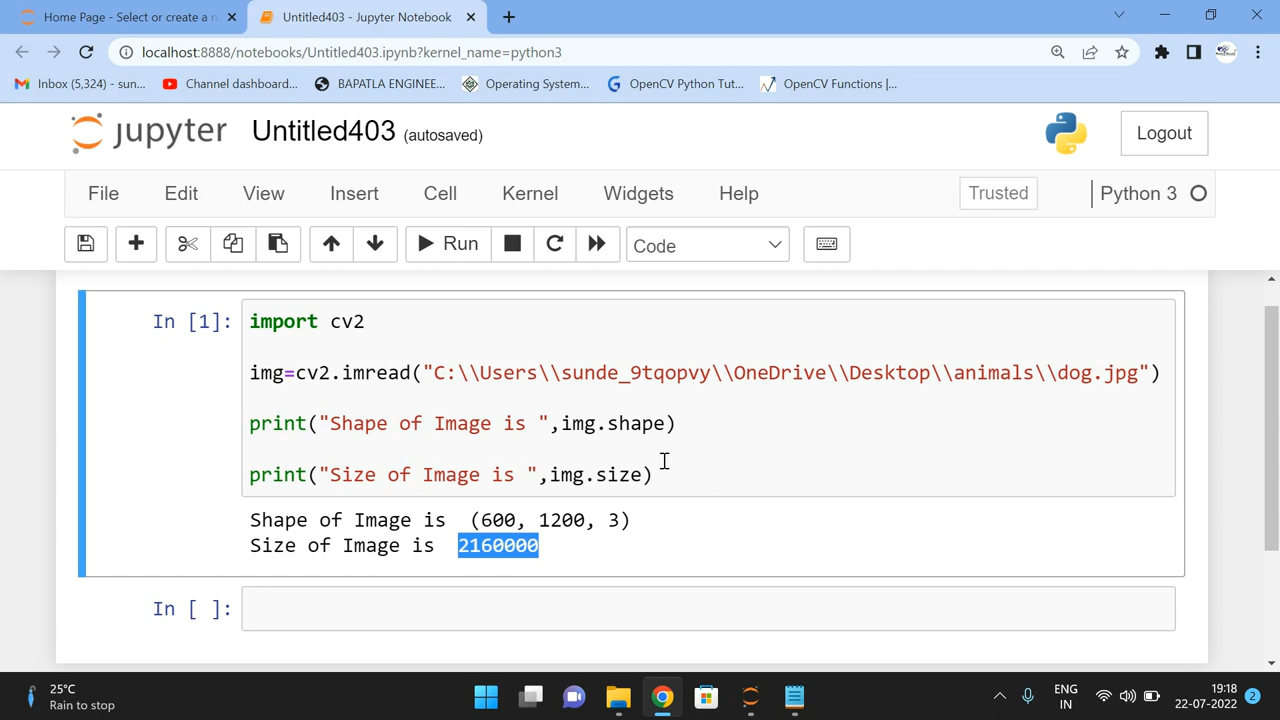 Home Page - Select or create a n
Untitled403 - Jupyter Notebook
localhost:8888/notebooks/Untitled403.ipynb?kernel_name=python3
Inbox (5,324) - sun...
Channel dashboard...
BAPATLA ENGINEE...
Operating System...
OpenCV Python Tut...
OpenCV Functions |...
jupyter Untitled403 (autosaved)
Logout
File Edit View Insert Cell Kernel Widgets Help
Trusted
Python 3
Run
Code
In [1]:
import cv2
img=cv2.imread("C:\\Users\\sunde_9tqopvy\\OneDrive\\Desktop\\animals\\dog.jpg")
print("Shape of Image is ",img.shape)
print("Size of Image is ",img.size)
Shape of Image is  (600, 1200, 3)
Size of Image is  2160000
In [ ]:
25°C
Rain to stop
ENG
IN
19:18
22-07-2022
2